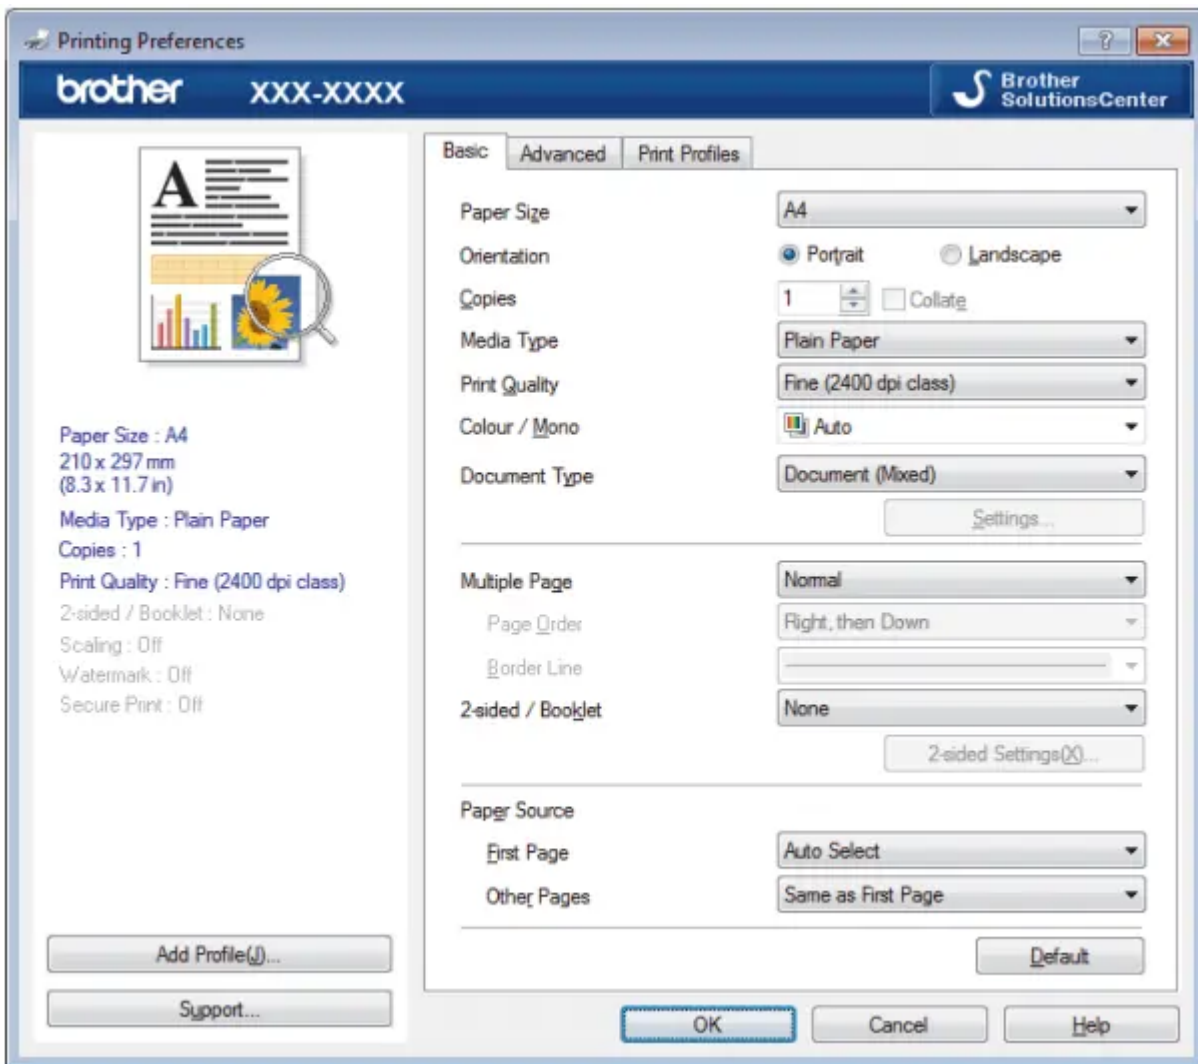 Printing Preferences
brother XXX-XXXX
Brother
SolutionsCenter
A
Paper Size : A4
210 x 297 mm
(8.3 x 11.7 in)
Media Type : Plain Paper
Copies : 1
Print Quality : Fine (2400 dpi class)
2-sided / Booklet : None
Scaling : Off
Watermark : Off
Secure Print : Off
Add Profile(J)...
Support...
Basic Advanced Print Profiles
Paper Size A4
Orientation Portrait Landscape
Copies 1 Collate
Media Type Plain Paper
Print Quality Fine (2400 dpi class)
Colour / Mono Auto
Document Type Document (Mixed)
Settings...
Multiple Page Normal
Page Order Right, then Down
Border Line
2-sided / Booklet None
2-sided Settings(X)...
Paper Source
First Page Auto Select
Other Pages Same as First Page
Default
OK Cancel Help